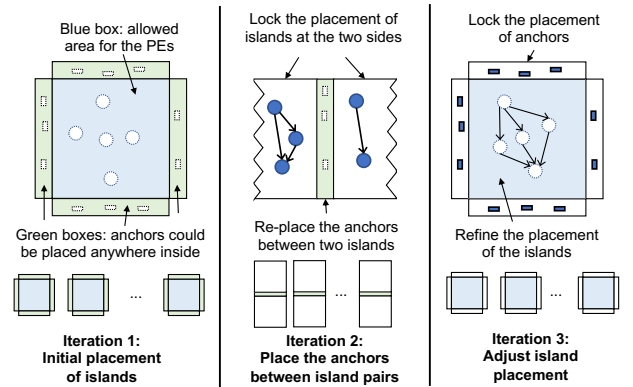 Blue box: allowed
area for the PEs
Green boxes: anchors could
be placed anywhere inside
...
Iteration 1:
Initial placement
of islands
Lock the placement of
islands at the two sides
Re-place the anchors
between two islands
...
Iteration 2:
Place the anchors
between island pairs
Lock the placement
of anchors
Refine the placement
of the islands
...
Iteration 3:
Adjust island
placement